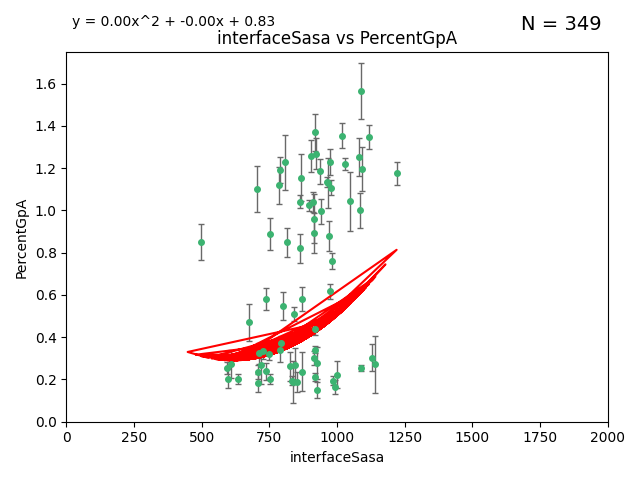 y = 0.00x^2 + -0.00x + 0.83
N = 349
interfaceSasa vs PercentGpA
PercentGpA
1.6
1.4
1.2
1.0
0.8
0.6
0.4
0.2
0.0
0 250 500 750 1000 1250 1500 1750 2000
interfaceSasa